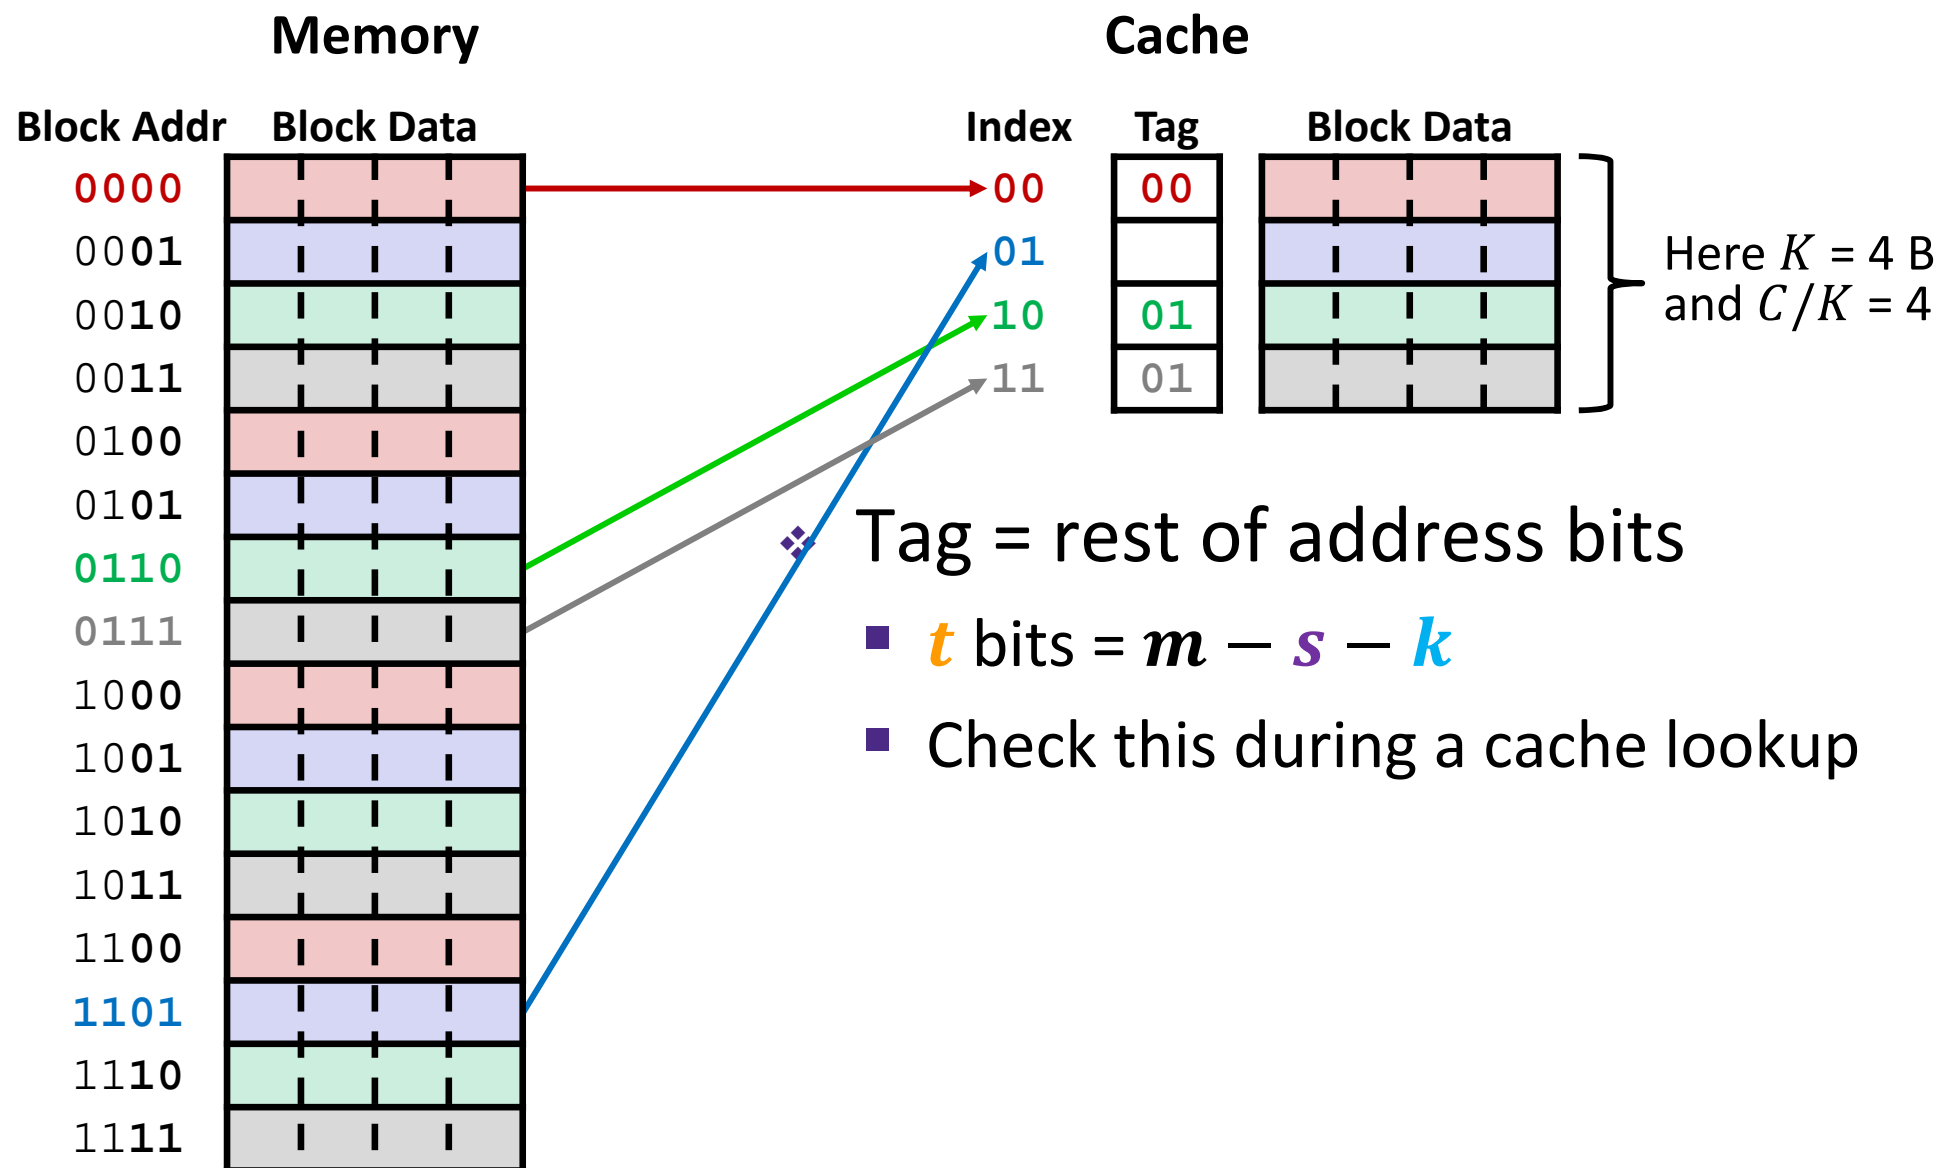 Memory Cache
Block Addr Block Data Index Tag Block Data
0000 00 00
0001 01
0010 10 01
0011 11 01
0100
0101
0110
0111
1000
1001
1010
1011
1100
1101
1110
1111
Here K = 4 B
and C/K = 4
Tag = rest of address bits
t bits = m − s − k
Check this during a cache lookup